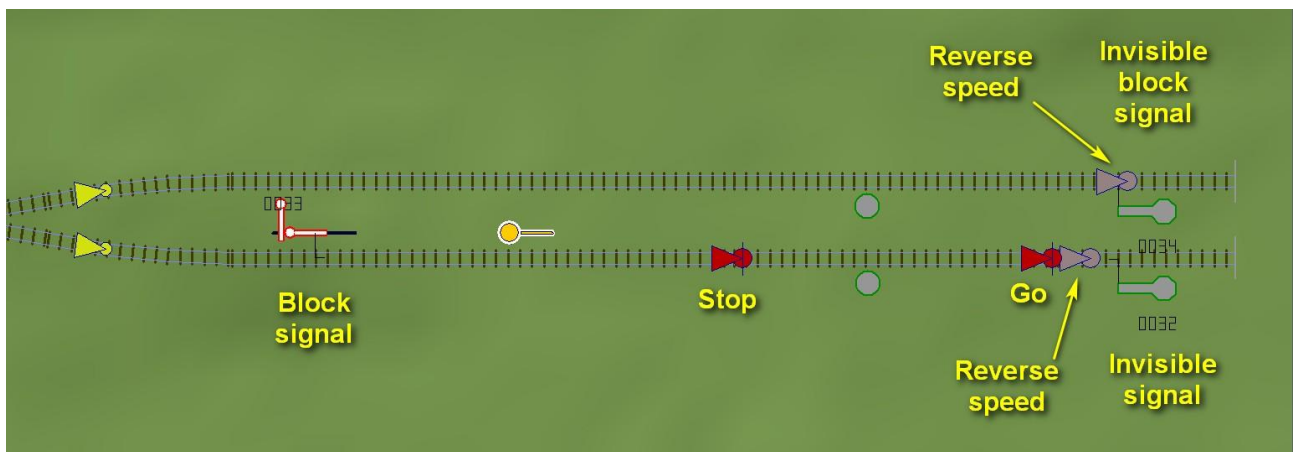 Reverse
speed
Invisible
block
signal
0033
0034
Block
signal
Stop
Go
0032
Reverse
speed
Invisible
signal